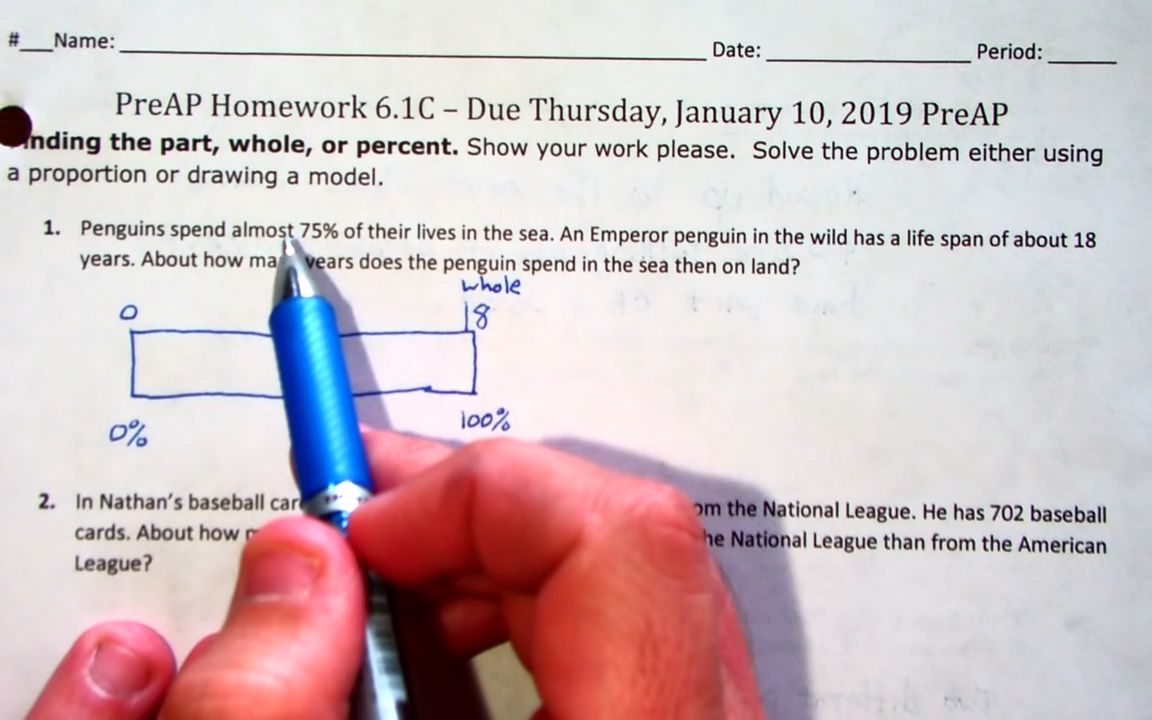 #___Name: ____________ Date: ____________ Period: ______
PreAP Homework 6.1C – Due Thursday, January 10, 2019 PreAP
nding the part, whole, or percent. Show your work please. Solve the problem either using
a proportion or drawing a model.
1. Penguins spend almost 75% of their lives in the sea. An Emperor penguin in the wild has a life span of about 18
years. About how ma years does the penguin spend in the sea then on land?
whole
0 18
0% 100%
2. In Nathan's baseball car om the National League. He has 702 baseball
cards. About how he National League than from the American
League?